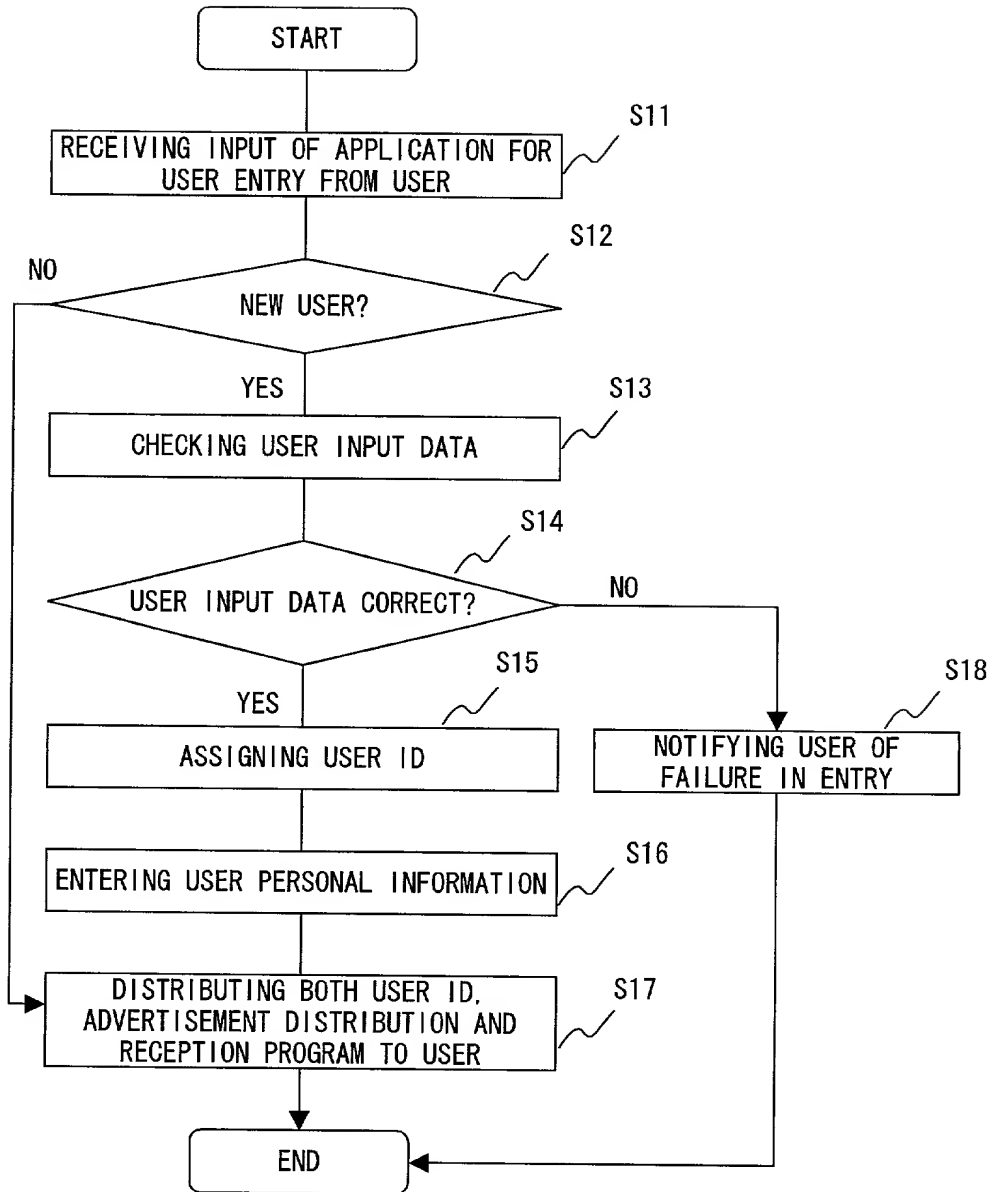 START
S11
RECEIVING INPUT OF APPLICATION FOR
USER ENTRY FROM USER
S12
NO
NEW USER?
YES
S13
CHECKING USER INPUT DATA
S14
USER INPUT DATA CORRECT?
NO
YES
S15
S18
ASSIGNING USER ID
NOTIFYING USER OF
FAILURE IN ENTRY
S16
ENTERING USER PERSONAL INFORMATION
S17
DISTRIBUTING BOTH USER ID,
ADVERTISEMENT DISTRIBUTION AND
RECEPTION PROGRAM TO USER
END